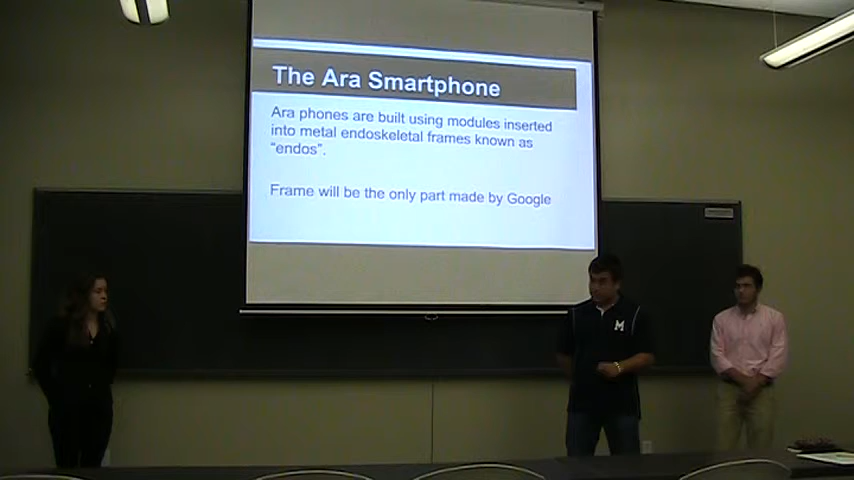 The Ara Smartphone
Ara phones are built using modules inserted
into metal endoskeletal frames known as
“endos”.
Frame will be the only part made by Google
M